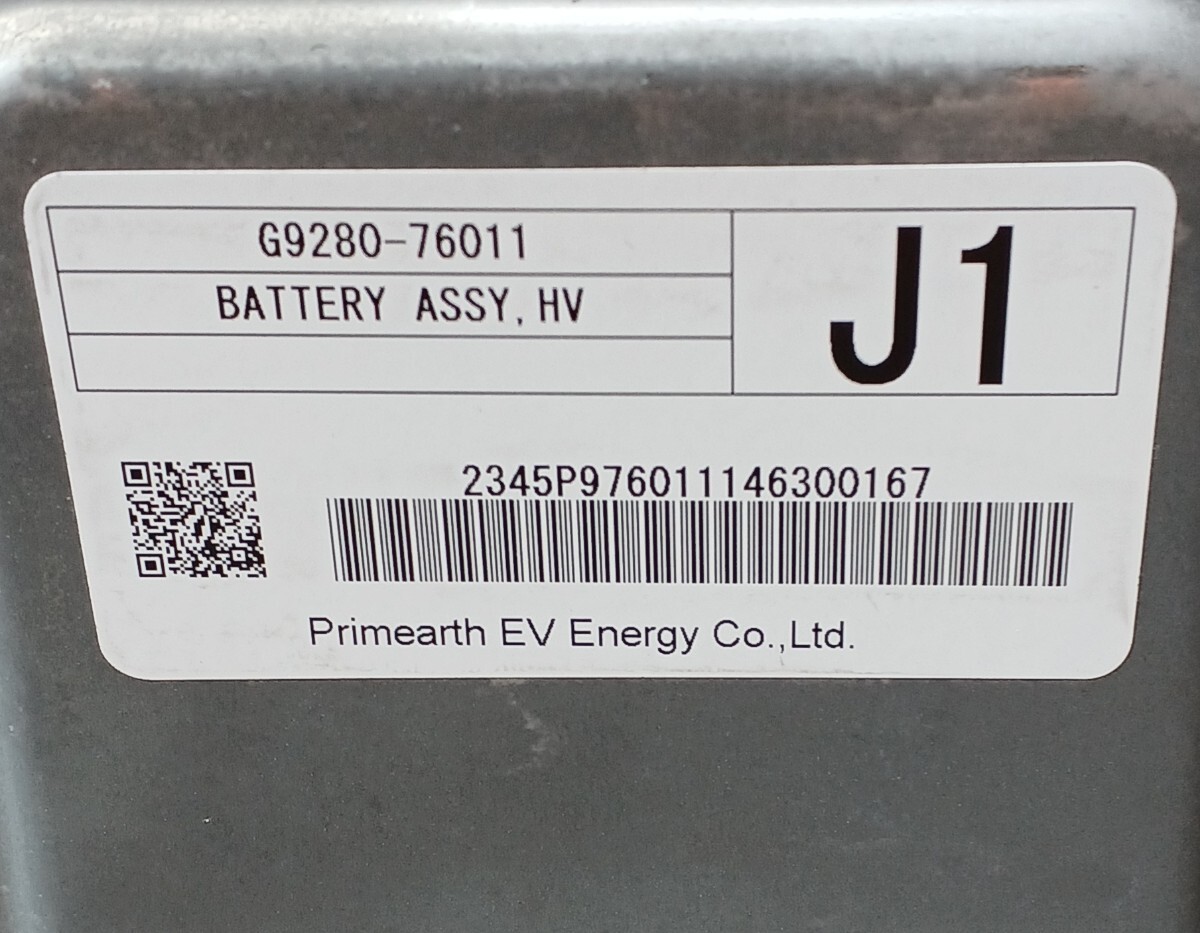 G9280-76011
BATTERY ASSY, HV
J1
2345P976011146300167
Primearth EV Energy Co.,Ltd.